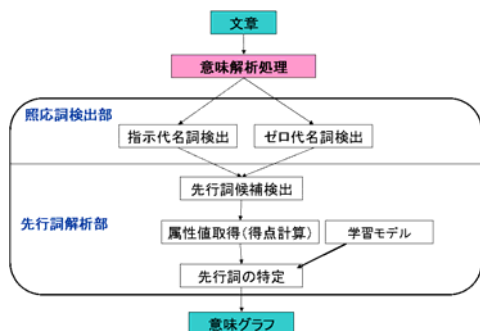 文章
意味解析処理
照応詞検出部
指示代名詞検出
ゼロ代名詞検出
先行詞候補検出
先行詞解析部
属性値取得(得点計算)
学習モデル
先行詞の特定
意味グラフ